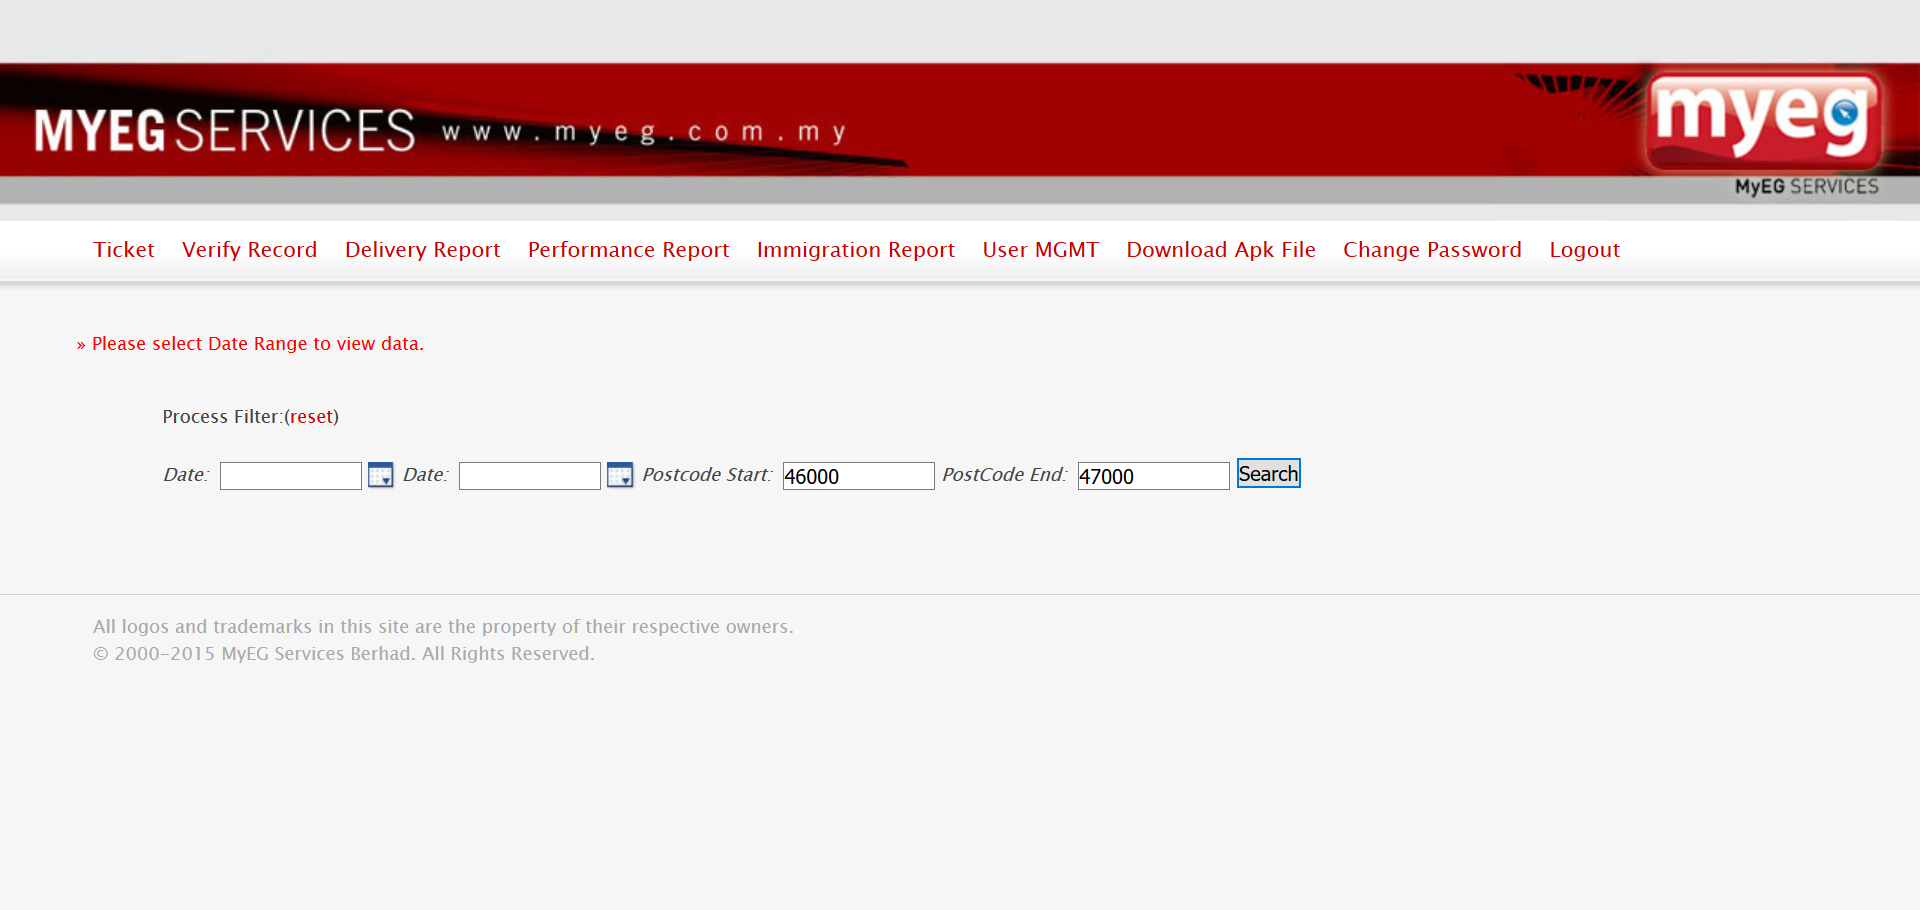 MYEG SERVICES www.myeg.com.my
myeg
MyEG SERVICES
Ticket Verify Record Delivery Report Performance Report Immigration Report User MGMT Download Apk File Change Password Logout
» Please select Date Range to view data.
Process Filter:(reset)
Date: Date: Postcode Start: 46000 PostCode End: 47000 Search
All logos and trademarks in this site are the property of their respective owners.
© 2000-2015 MyEG Services Berhad. All Rights Reserved.